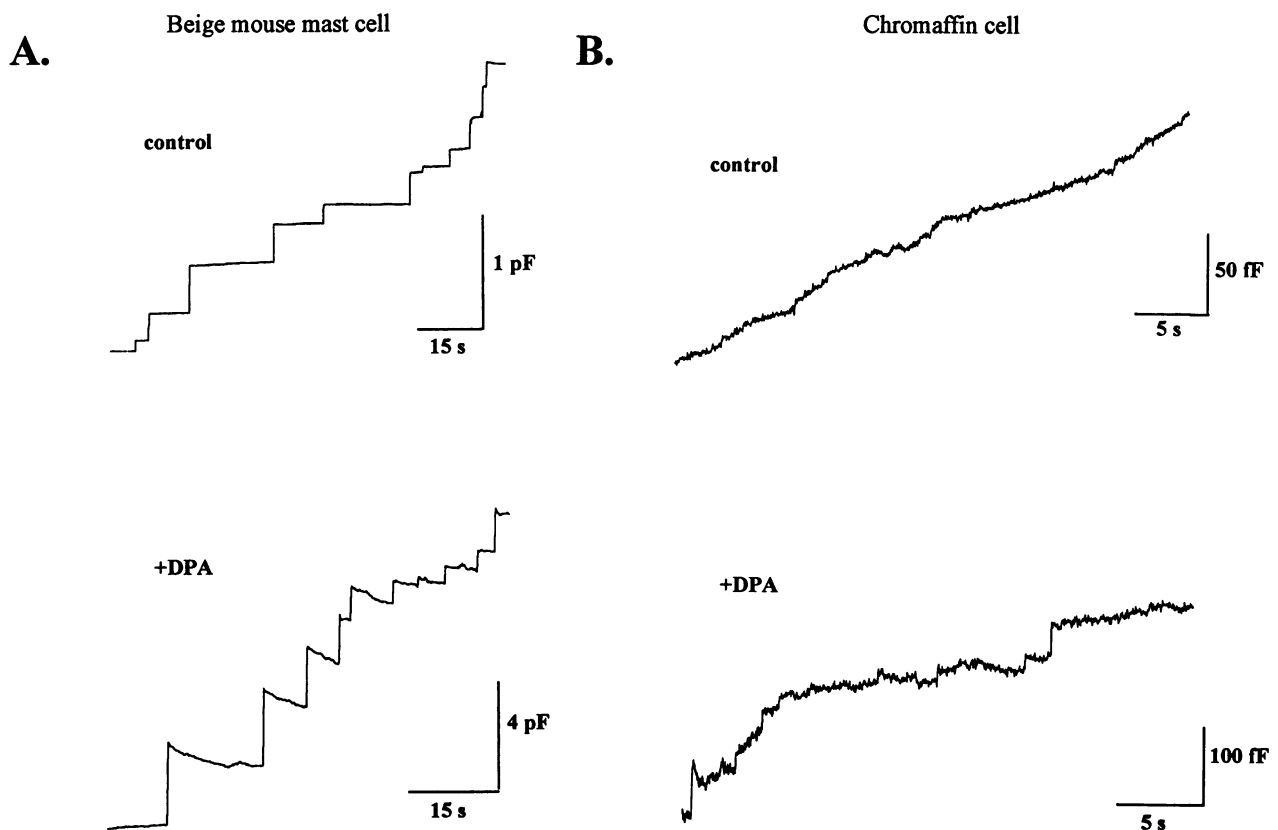 Beige mouse mast cell
A.
control
1 pF
15 s
+DPA
4 pF
15 s
Chromaffin cell
B.
control
50 fF
5 s
+DPA
100 fF
5 s